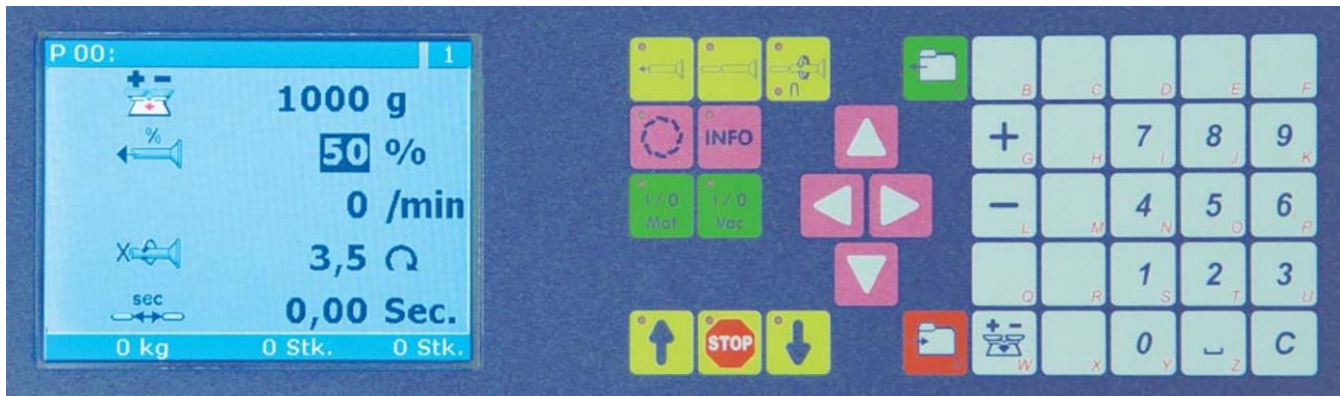 P 00: 1
1000 g
%
50 %
0 /min
X 3,5
sec
0,00 Sec.
0 kg 0 Stk. 0 Stk.
U
B C D E F
INFO
+ G H 7 I 8 J 9 K
I / 0 Mat
I / 0 Vac
- L M 4 N 5 O 6 P
Q R 1 S 2 T 3 U
STOP
W X 0 Y Z C